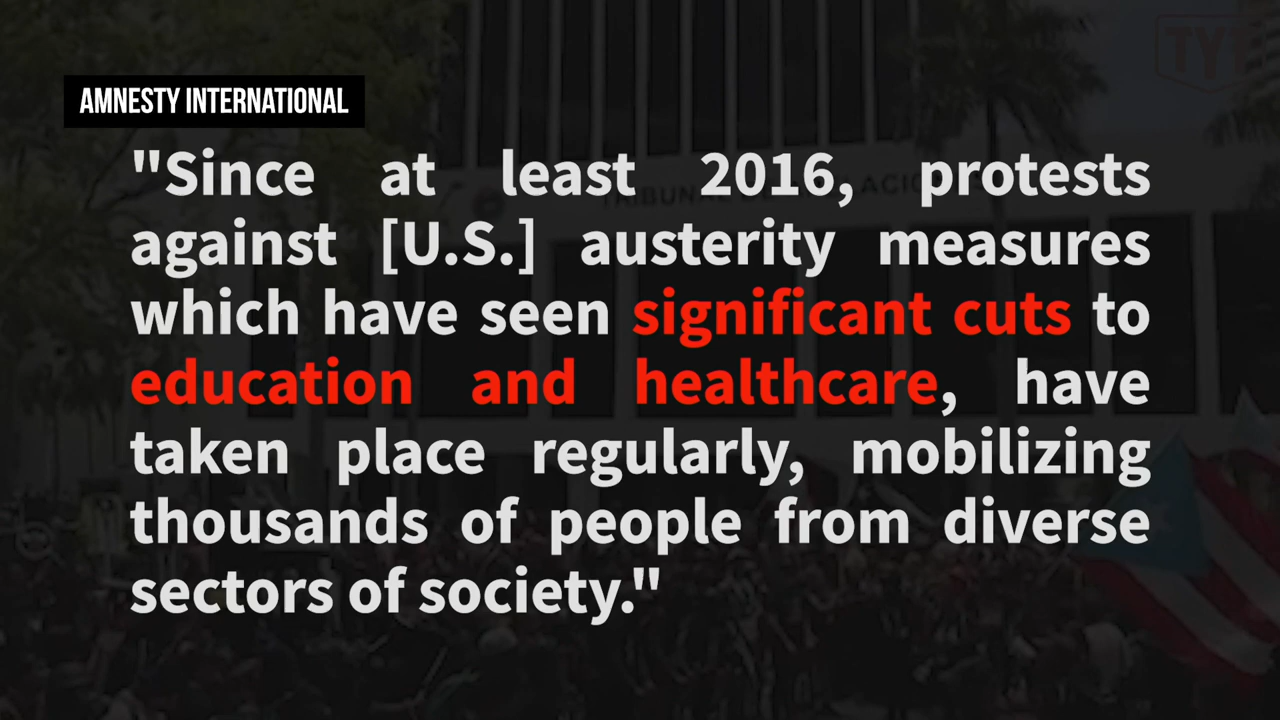 AMNESTY INTERNATIONAL
"Since at least 2016, protests
against [U.S.] austerity measures
which have seen significant cuts to
education and healthcare, have
taken place regularly, mobilizing
thousands of people from diverse
sectors of society."